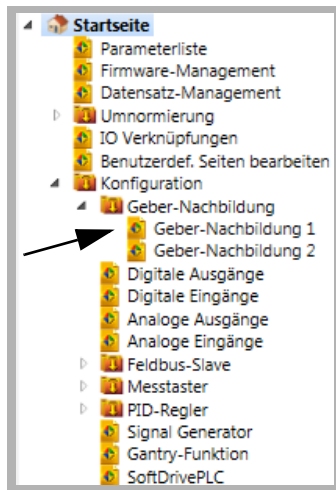 Startseite
Parameterliste
Firmware-Management
Datensatz-Management
Umnormierung
IO Verknüpfungen
Benutzerdef. Seiten bearbeiten
Konfiguration
Geber-Nachbildung
Geber-Nachbildung 1
Geber-Nachbildung 2
Digitale Ausgänge
Digitale Eingänge
Analoge Ausgänge
Analoge Eingänge
Feldbus-Slave
Messtaster
PID-Regler
Signal Generator
Gantry-Funktion
SoftDrivePLC